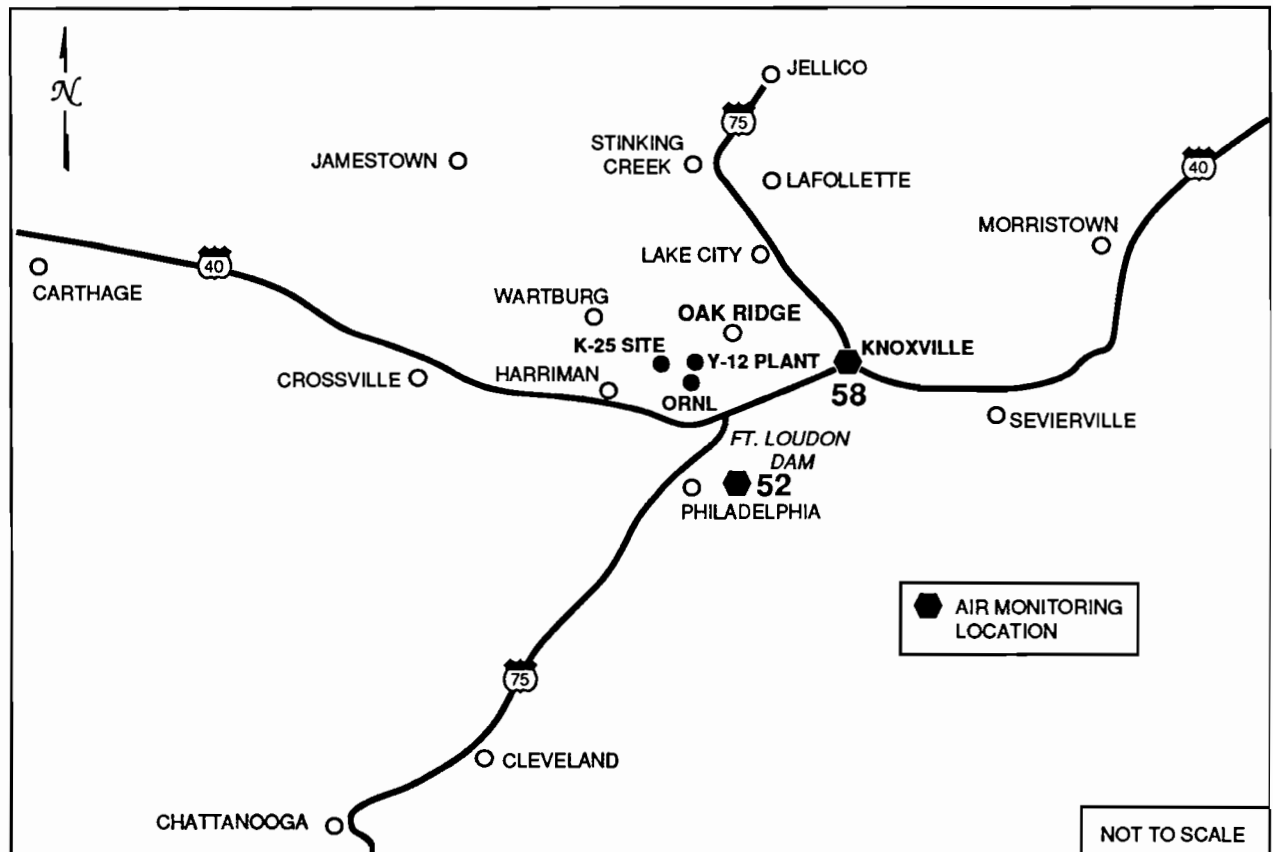 N
JELLICO
75
STINKING
CREEK
JAMESTOWN
LAFOLLETTE
40
MORRISTOWN
LAKE CITY
40
CARTHAGE
WARTBURG
OAK RIDGE
K-25 SITE
Y-12 PLANT
KNOXVILLE
58
CROSSVILLE
HARRIMAN
ORNL
SEVIERVILLE
FT. LOUDON
DAM
52
PHILADELPHIA
AIR MONITORING
LOCATION
75
CLEVELAND
CHATTANOOGA
NOT TO SCALE